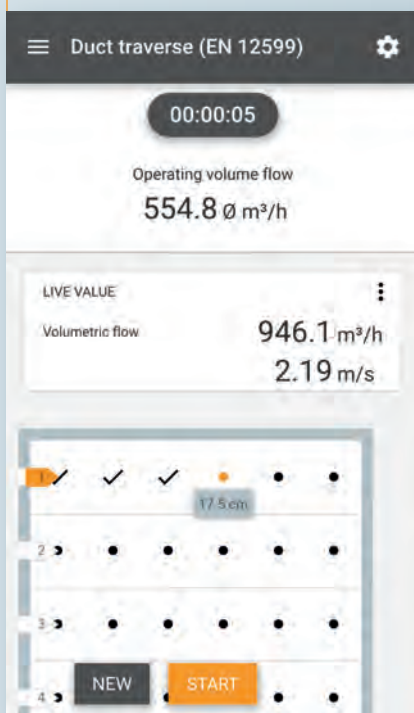 Duct traverse (EN 12599)
00:00:05
Operating volume flow
554.8 Ø m³/h
LIVE VALUE
Volumetric flow
946.1 m³/h
2.19 m/s
1
17.5 cm
2
3
4
NEW
START